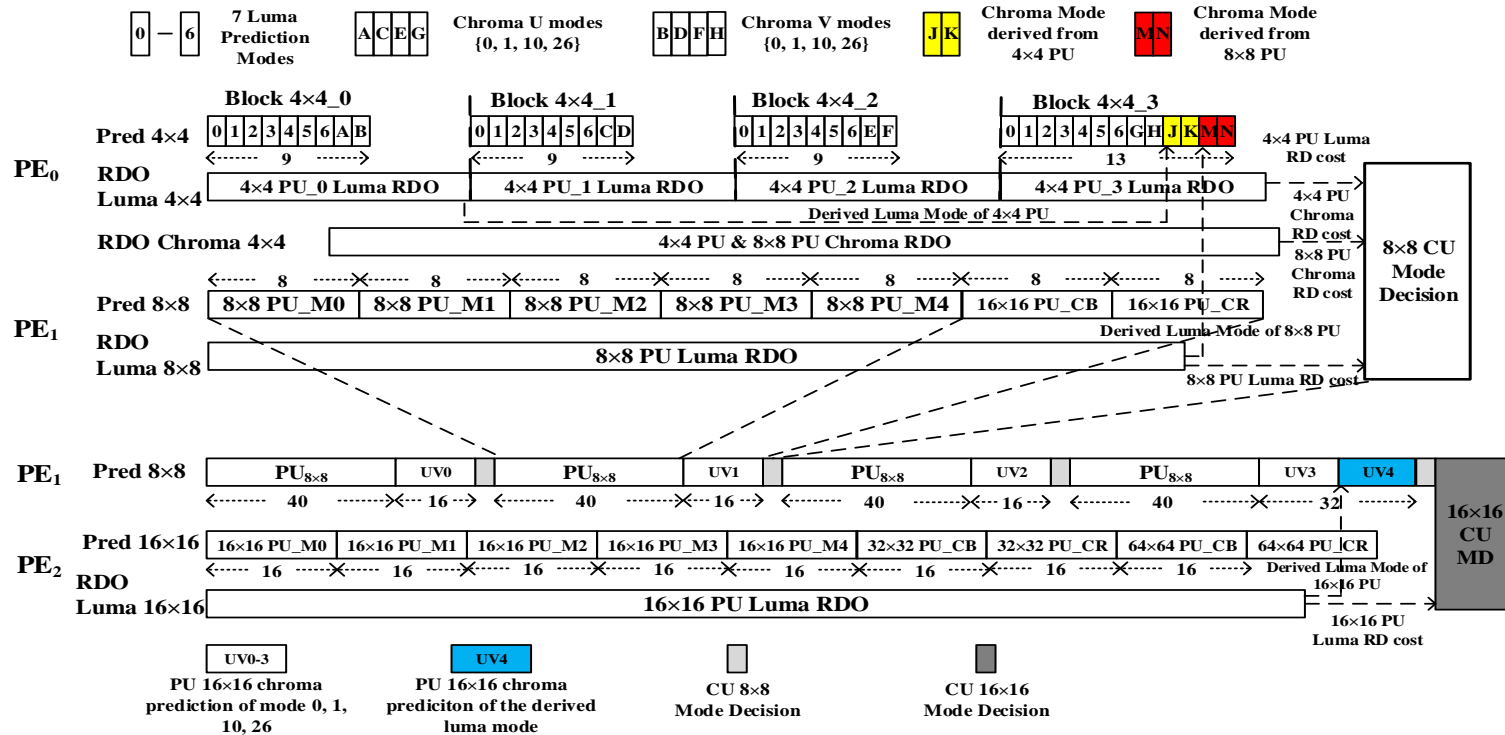 0 – 6
7 Luma
Prediction
Modes
A C E G
Chroma U modes
{0, 1, 10, 26}
B D F H
Chroma V modes
{0, 1, 10, 26}
J K
Chroma Mode
derived from
4×4 PU
M N
Chroma Mode
derived from
8×8 PU
Block 4×4_0
Block 4×4_1
Block 4×4_2
Block 4×4_3
PE0
Pred 4×4
0 1 2 3 4 5 6 A B
0 1 2 3 4 5 6 C D
0 1 2 3 4 5 6 E F
0 1 2 3 4 5 6 G H J K M N
9
9
9
13
4×4 PU Luma
RD cost
RDO
Luma 4×4
4×4 PU_0 Luma RDO
4×4 PU_1 Luma RDO
4×4 PU_2 Luma RDO
4×4 PU_3 Luma RDO
Derived Luma Mode of 4×4 PU
4×4 PU
Chroma
RD cost
RDO Chroma 4×4
4×4 PU & 8×8 PU Chroma RDO
8×8 PU
Chroma
RD cost
8×8 CU
Mode
Decision
8 8 8 8 8 8 8
PE1
Pred 8×8
8×8 PU_M0
8×8 PU_M1
8×8 PU_M2
8×8 PU_M3
8×8 PU_M4
16×16 PU_CB
16×16 PU_CR
Derived Luma Mode of 8×8 PU
RDO
Luma 8×8
8×8 PU Luma RDO
8×8 PU Luma RD cost
PE1
Pred 8×8
PU8×8
UV0
PU8×8
UV1
PU8×8
UV2
PU8×8
UV3
UV4
40 16 40 16 40 16 40 32
16×16
CU
MD
PE2
Pred 16×16
16×16 PU_M0
16×16 PU_M1
16×16 PU_M2
16×16 PU_M3
16×16 PU_M4
32×32 PU_CB
32×32 PU_CR
64×64 PU_CB
64×64 PU_CR
16 16 16 16 16 16 16 16
Derived Luma Mode of
16×16 PU
RDO
Luma 16×16
16×16 PU Luma RDO
16×16 PU
Luma RD cost
UV0-3
PU 16×16 chroma
prediction of mode 0, 1,
10, 26
UV4
PU 16×16 chroma
prediciton of the derived
luma mode
CU 8×8
Mode Decision
CU 16×16
Mode Decision